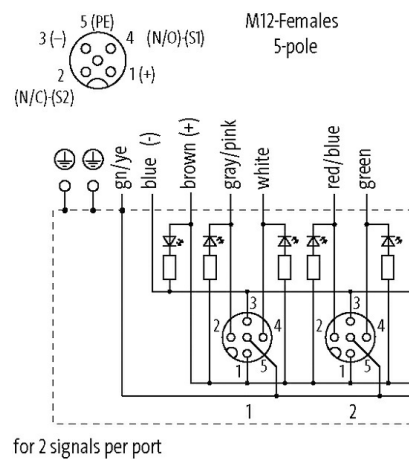 5 (PE)
3 (–)
4 (N/O)-(S1)
2
1 (+)
(N/C)-(S2)
M12-Females
5-pole
gn/ye
blue (-)
brown (+)
gray/pink
white
red/blue
green
3
2
4
1
5
3
2
4
1
5
1
2
for 2 signals per port